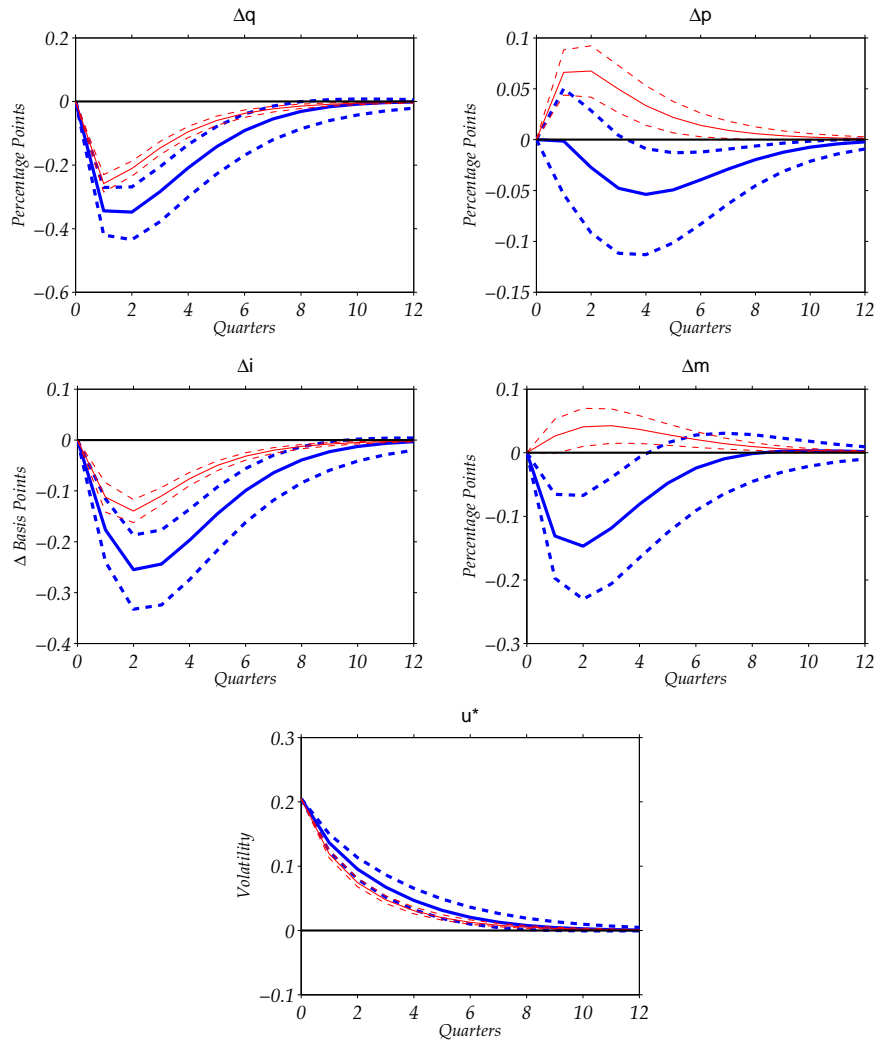 Δq
Percentage Points
0.2
0
−0.2
−0.4
−0.6
0 2 4 6 8 10 12
Quarters
Δp
Percentage Points
0.1
0.05
0
−0.05
−0.1
−0.15
0 2 4 6 8 10 12
Quarters
Δi
Δ Basis Points
0.1
0
−0.1
−0.2
−0.3
−0.4
0 2 4 6 8 10 12
Quarters
Δm
Percentage Points
0.1
0
−0.1
−0.2
−0.3
0 2 4 6 8 10 12
Quarters
u*
Volatility
0.3
0.2
0.1
0
−0.1
0 2 4 6 8 10 12
Quarters